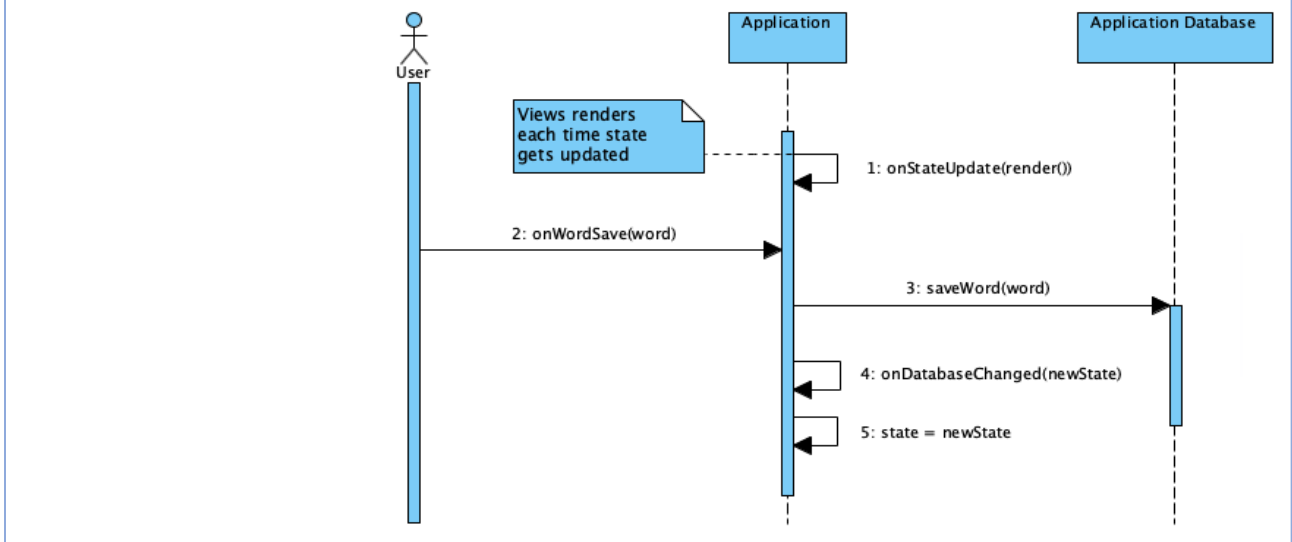 Application
Application Database
User
Views renders
each time state
gets updated
1: onStateUpdate(render())
2: onWordSave(word)
3: saveWord(word)
4: onDatabaseChanged(newState)
5: state = newState